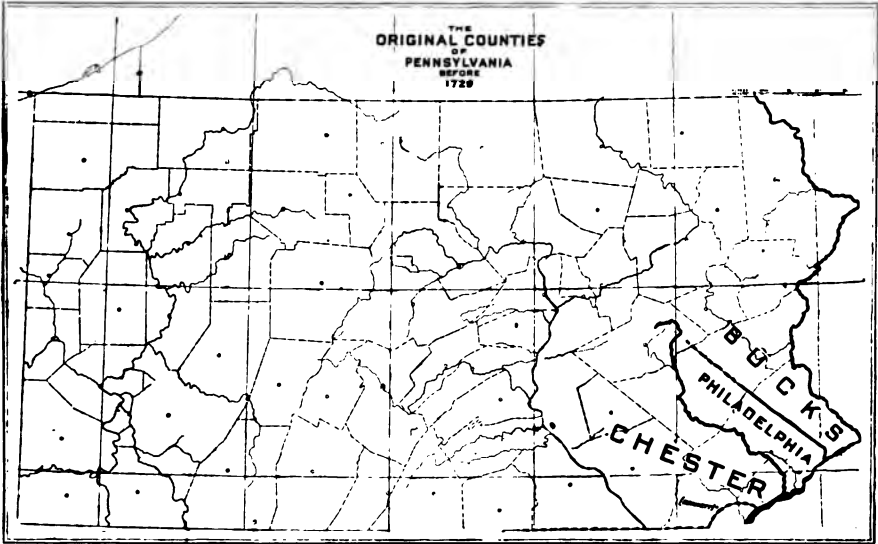 THE
ORIGINAL COUNTIES
OF
PENNSYLVANIA
BEFORE
1729
BUCKS
PHILADELPHIA
CHESTER